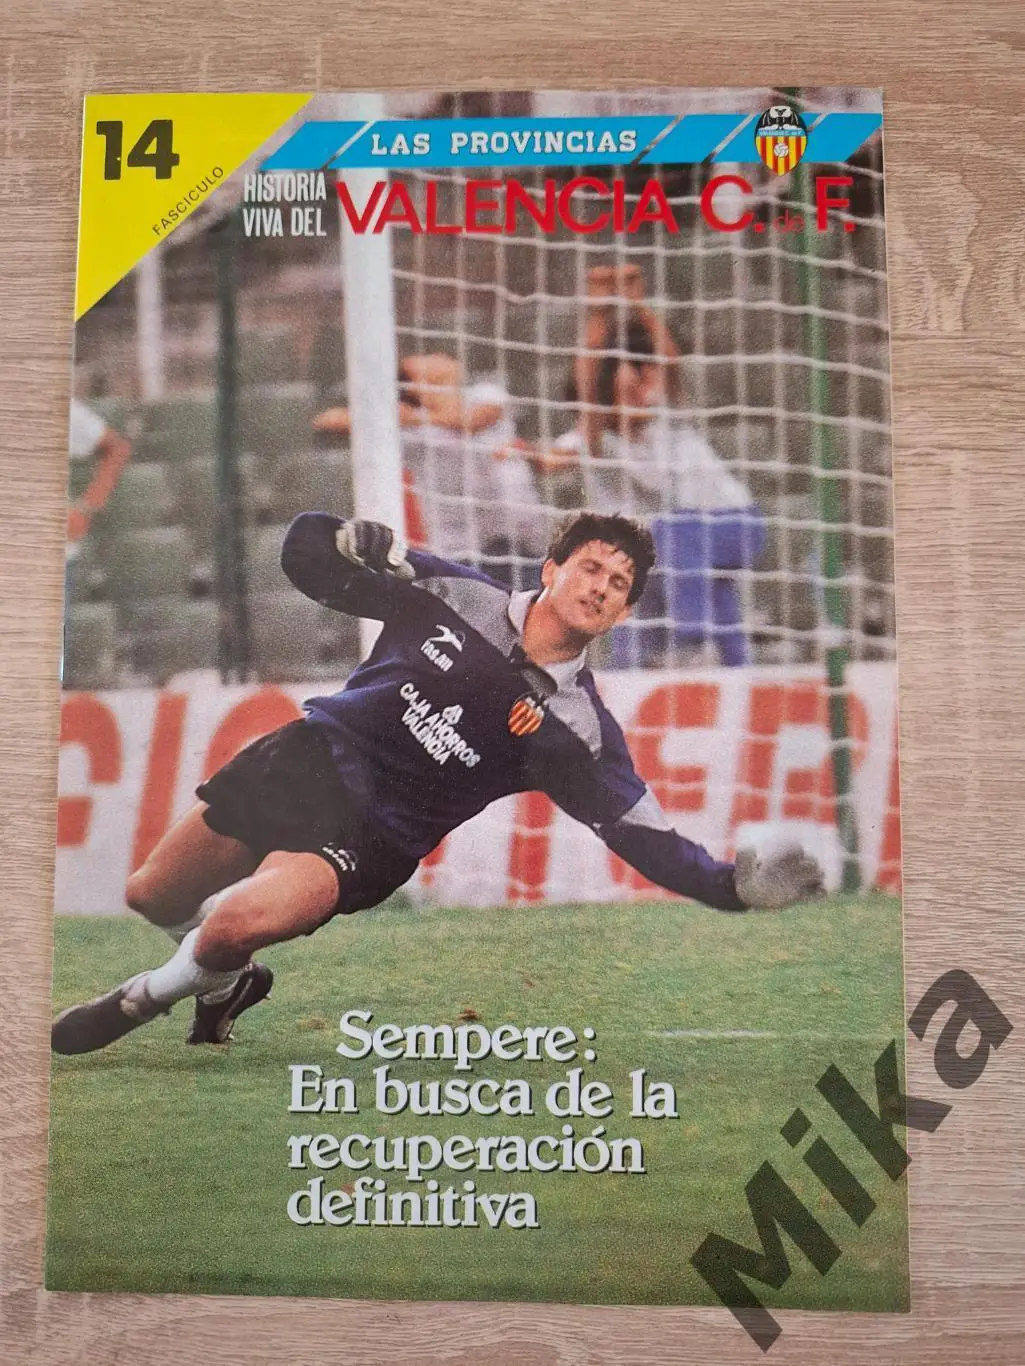 14
FASCICULO
LAS PROVINCIAS
HISTORIA
VIVA DEL
VALENCIA C. de F.
rasán
CAJA AHORROS
VALENCIA
Sempere:
En busca de la
recuperación
definitiva
Mika